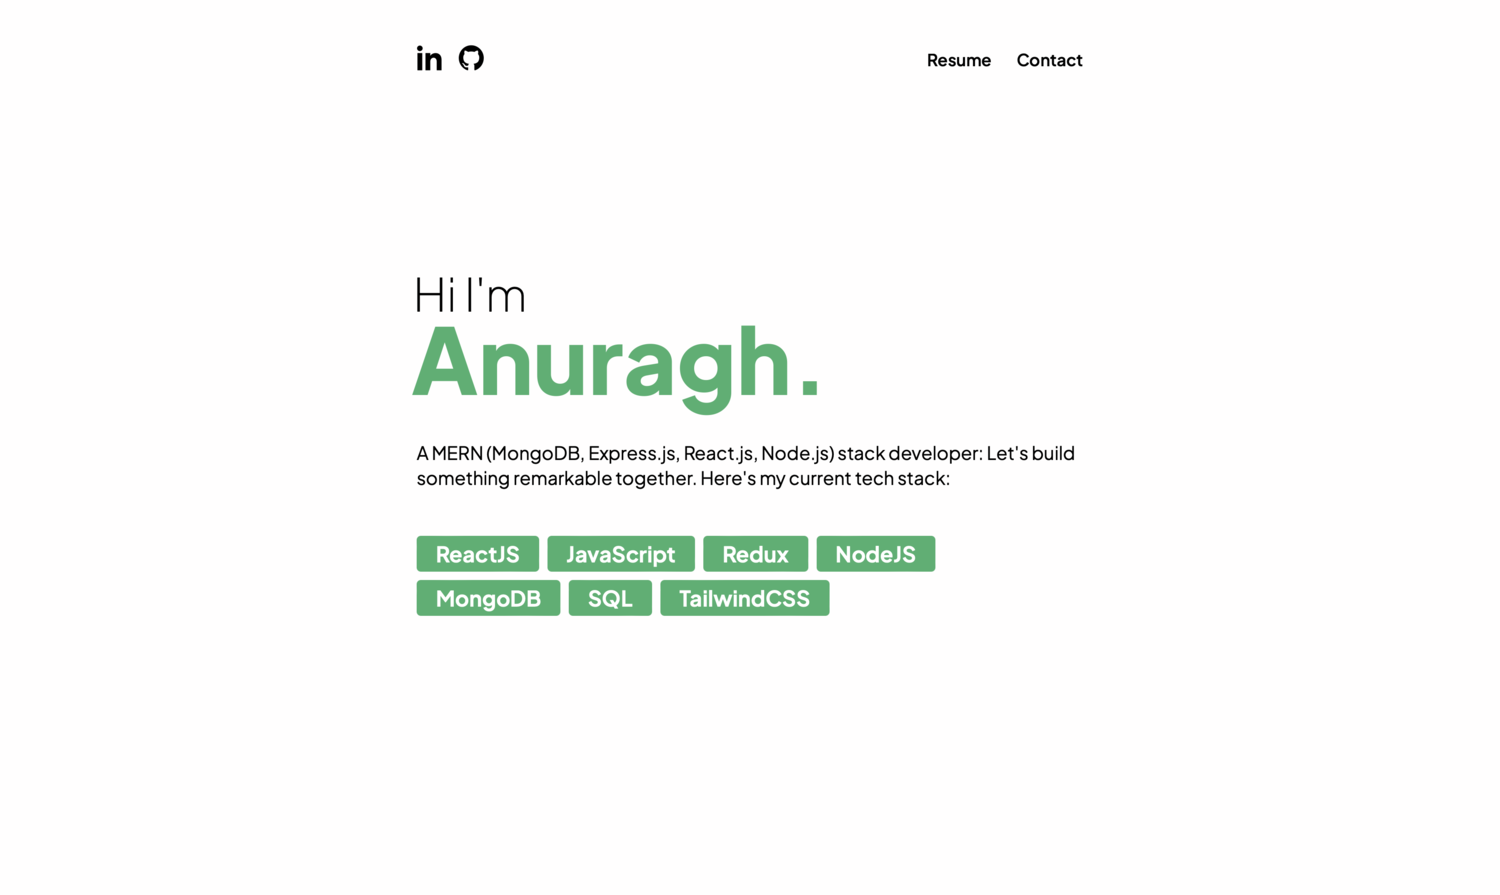 in
Resume
Contact
Hi I'm
Anuragh.
A MERN (MongoDB, Express.js, React.js, Node.js) stack developer: Let's build
something remarkable together. Here's my current tech stack:
ReactJS
JavaScript
Redux
NodeJS
MongoDB
SQL
TailwindCSS